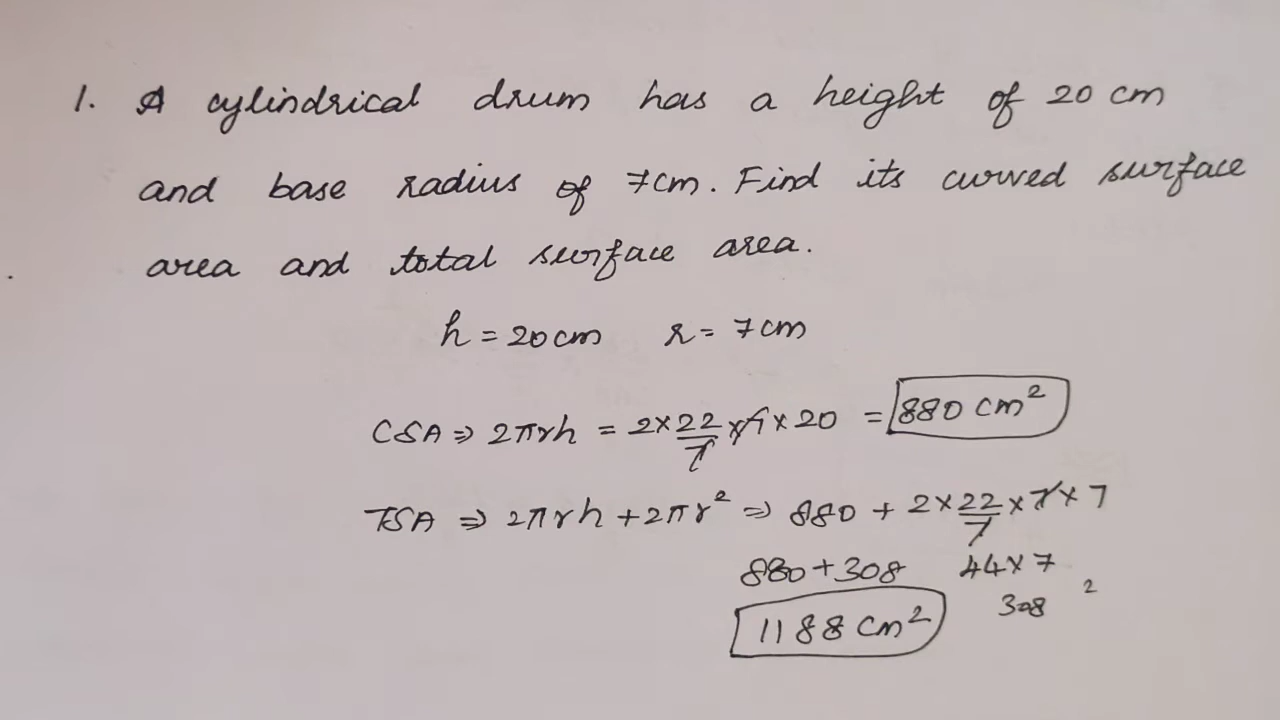 1. A cylindrical drum has a height of 20 cm
and base radius of 7cm. Find its curved surface
area and total surface area.
h = 20cm r = 7cm
CSA ⇒ 2πrh = 2×22/7×7×20 = 880 cm²
TSA ⇒ 2πrh + 2πr² ⇒ 880 + 2×22/7×7×7
880+308 44×7
1188 cm² 308 ²